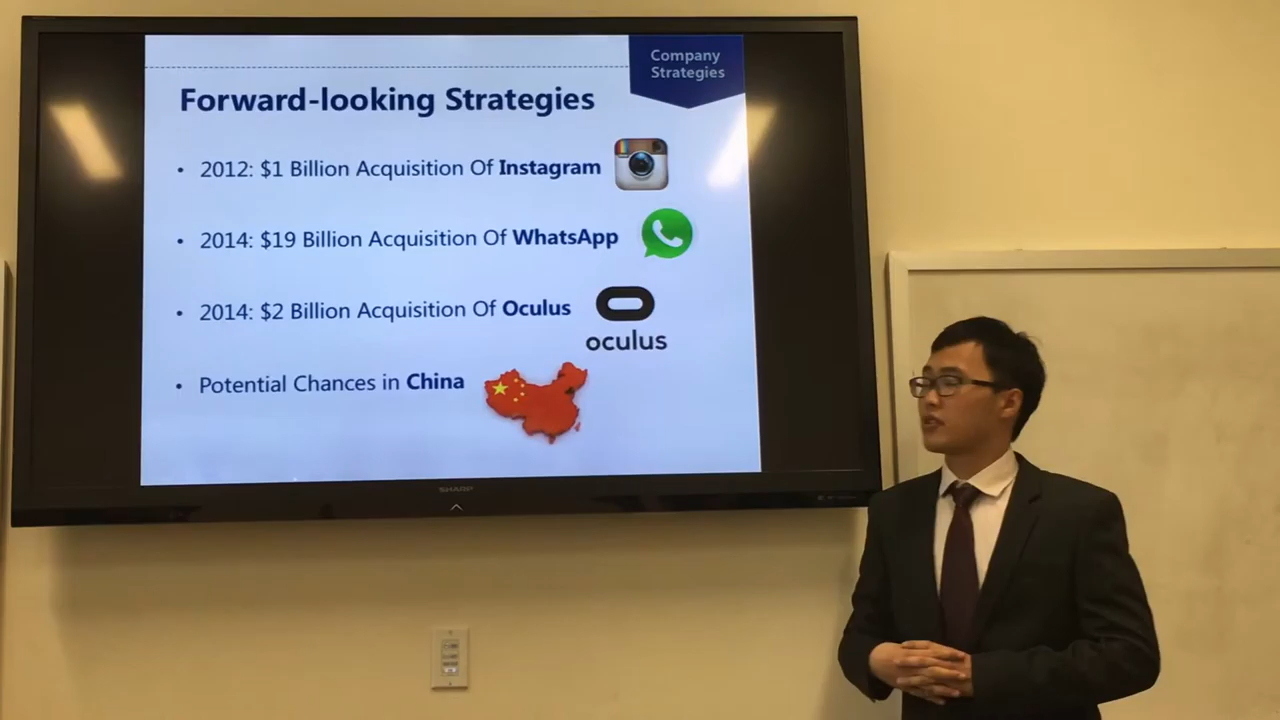 Company
Strategies
Forward-looking Strategies
• 2012: $1 Billion Acquisition Of Instagram
• 2014: $19 Billion Acquisition Of WhatsApp
• 2014: $2 Billion Acquisition Of Oculus
oculus
• Potential Chances in China
SHARP